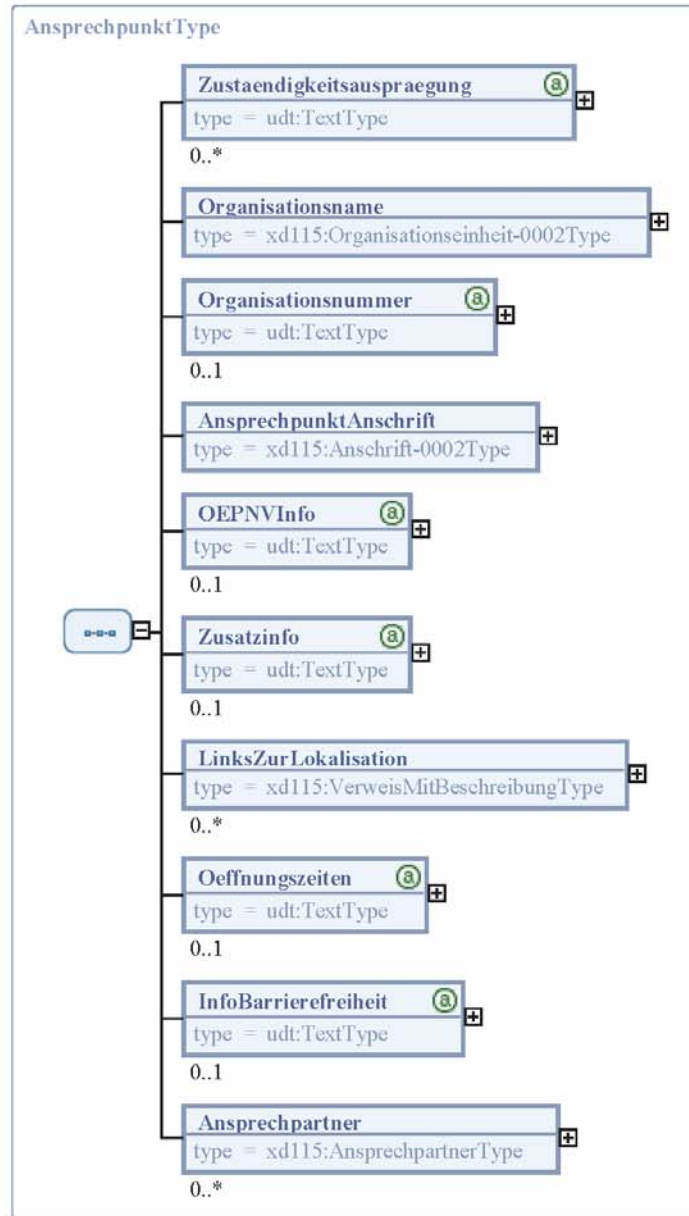 AnsprechpunktType
Zustaendigkeitsauspraegung a
type = udt:TextType
0..*
Organisationsname
type = xd115:Organisationseinheit-0002Type
Organisationsnummer a
type = udt:TextType
0..1
AnsprechpunktAnschrift
type = xd115:Anschrift-0002Type
OEPNVInfo a
type = udt:TextType
0..1
Zusatzinfo a
type = udt:TextType
0..1
LinksZurLokalisation
type = xd115:VerweisMitBeschreibungType
0..*
Oeffnungszeiten a
type = udt:TextType
0..1
InfoBarrierefreiheit a
type = udt:TextType
0..1
Ansprechpartner
type = xd115:AnsprechpartnerType
0..*